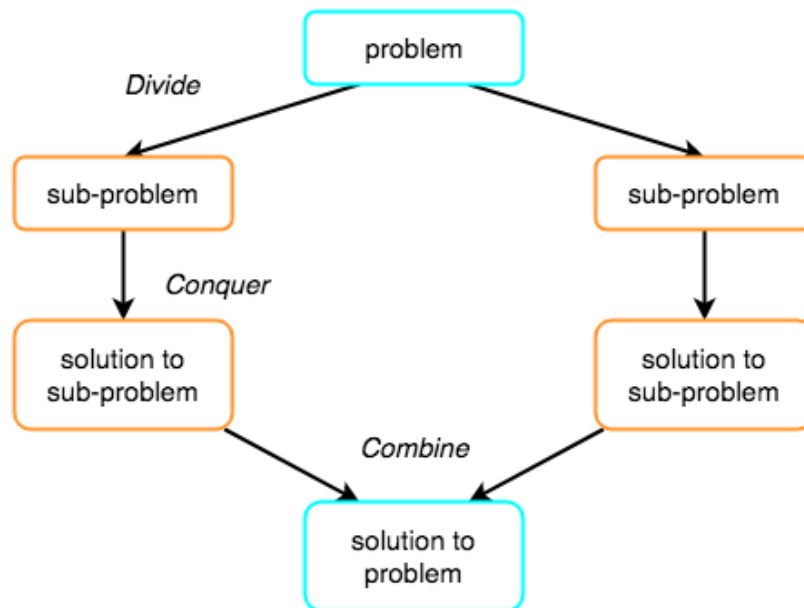 problem
Divide
sub-problem
sub-problem
Conquer
solution to
sub-problem
solution to
sub-problem
Combine
solution to
problem